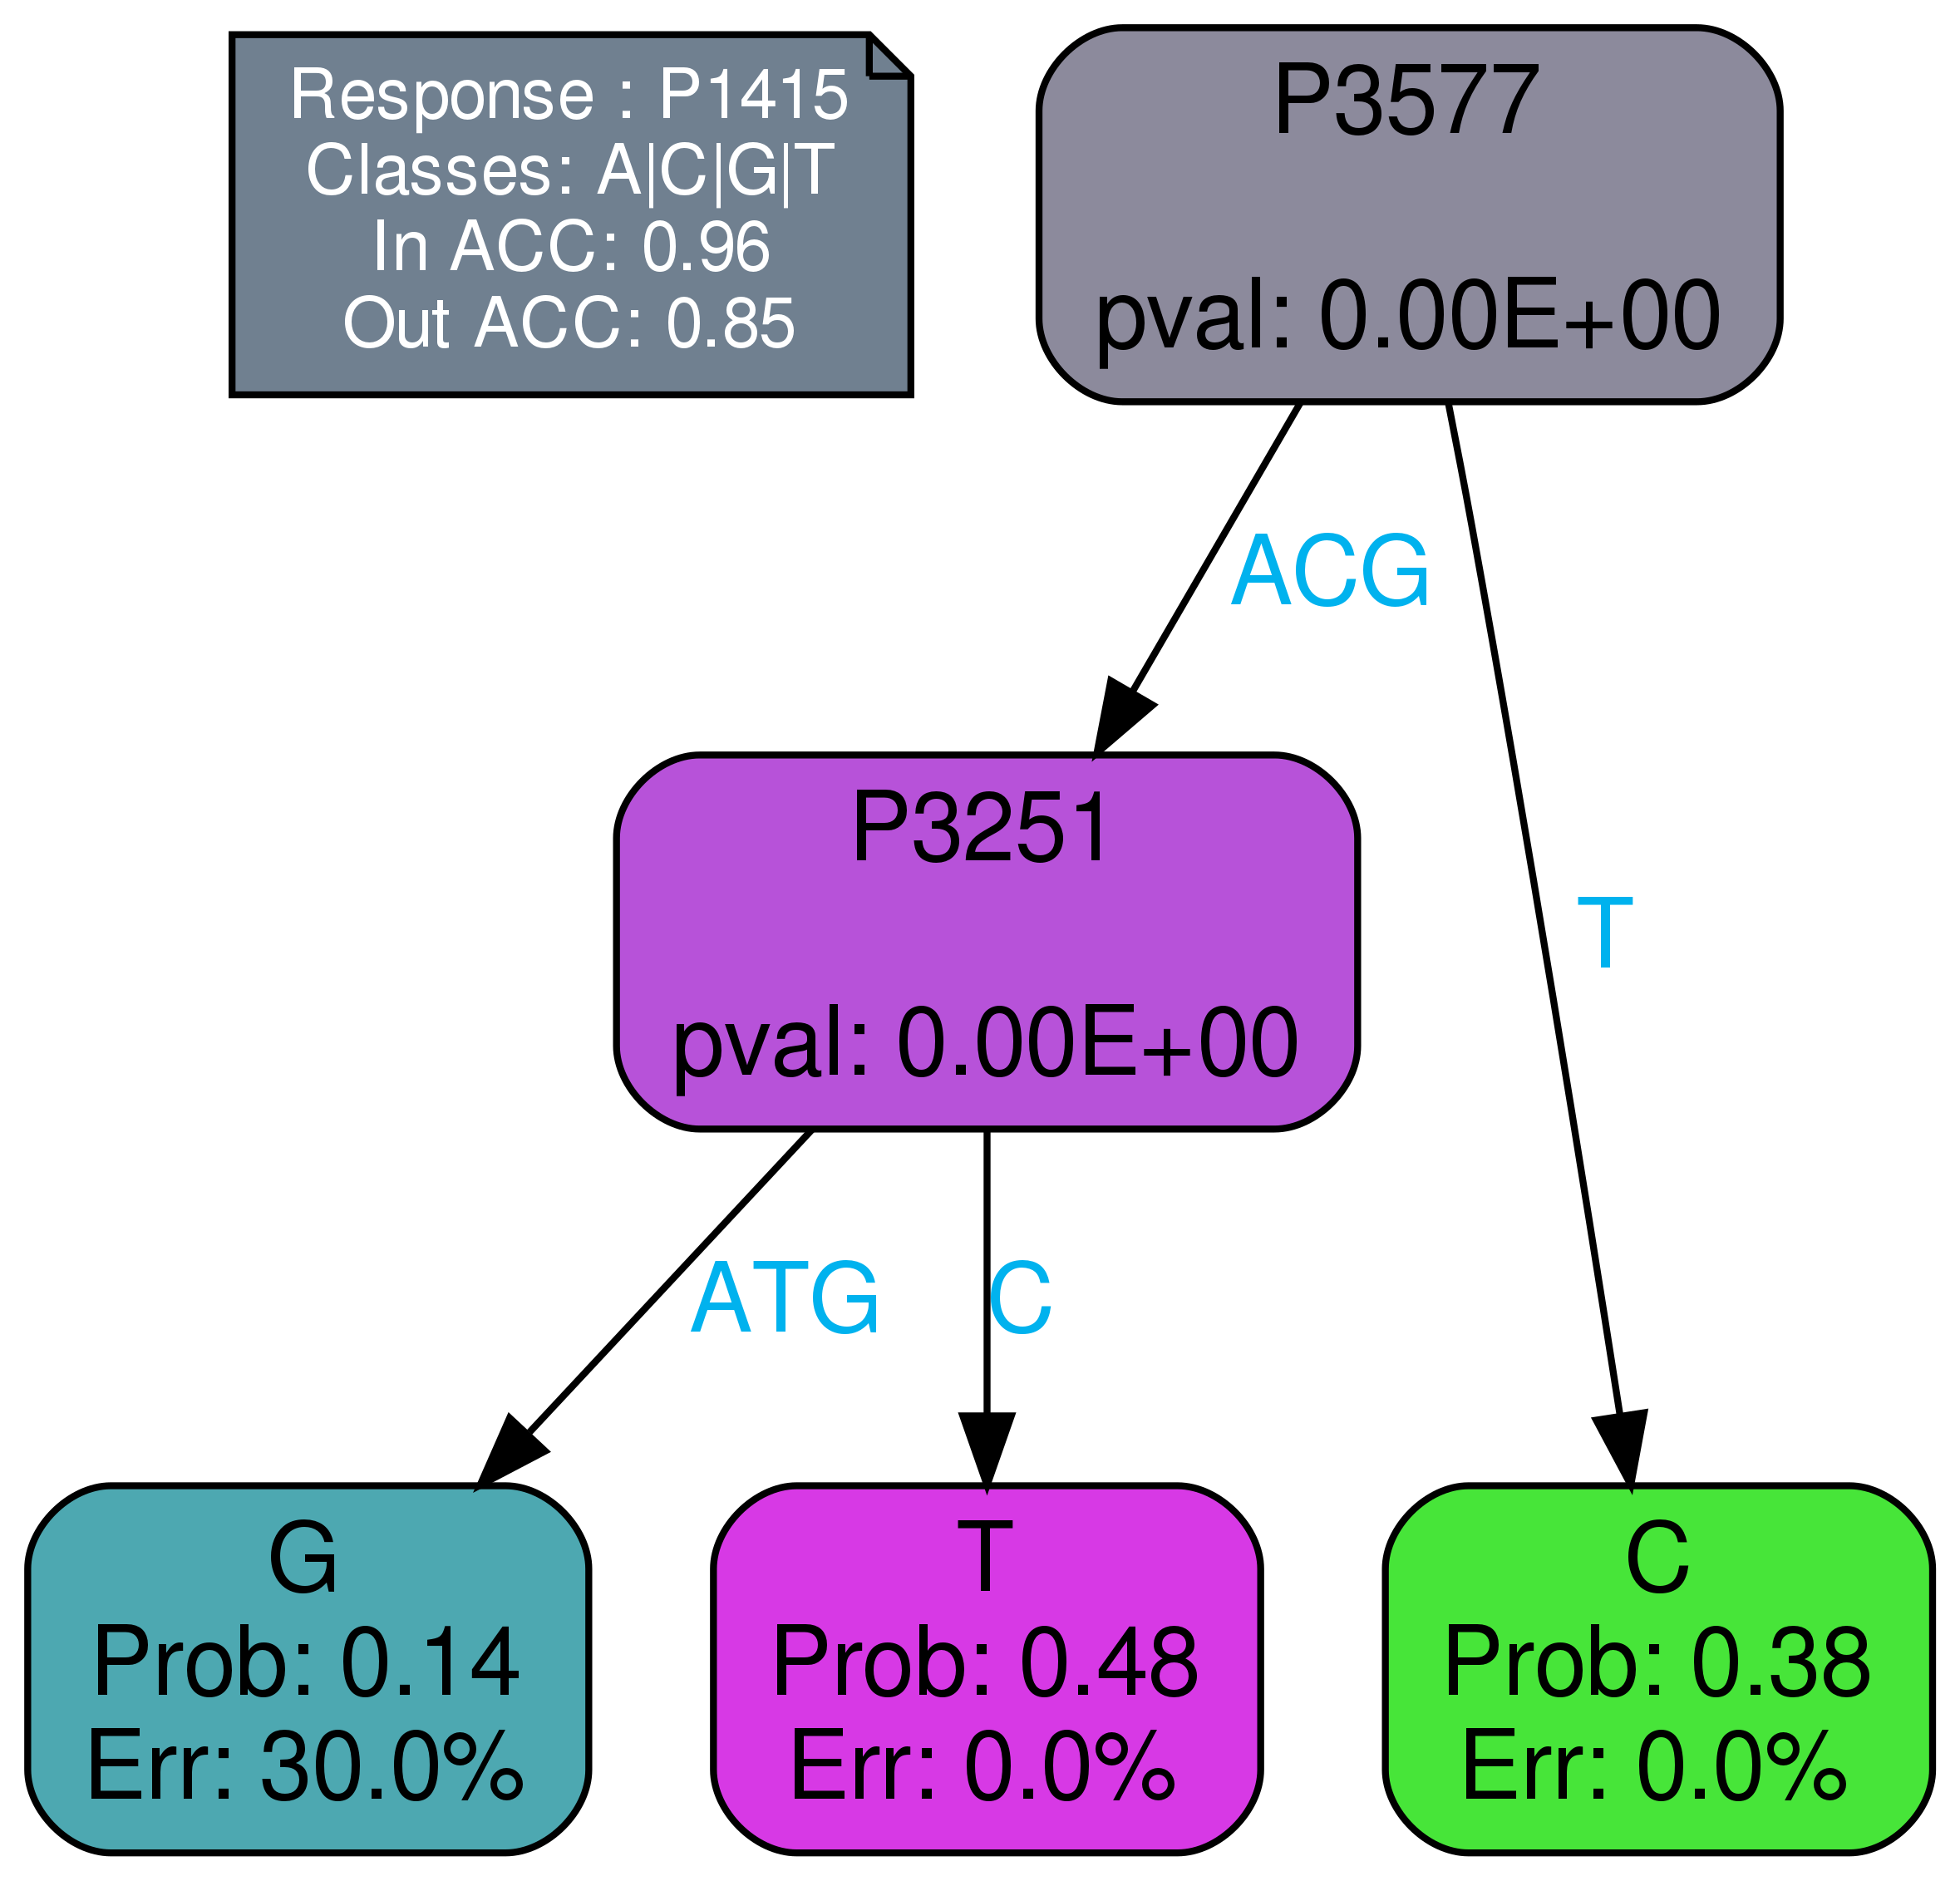 Response : P1415
Classes: A|C|G|T
In ACC: 0.96
Out ACC: 0.85
P3577
pval: 0.00E+00
ACG
T
P3251
pval: 0.00E+00
ATG
C
G
Prob: 0.14
Err: 30.0%
T
Prob: 0.48
Err: 0.0%
C
Prob: 0.38
Err: 0.0%